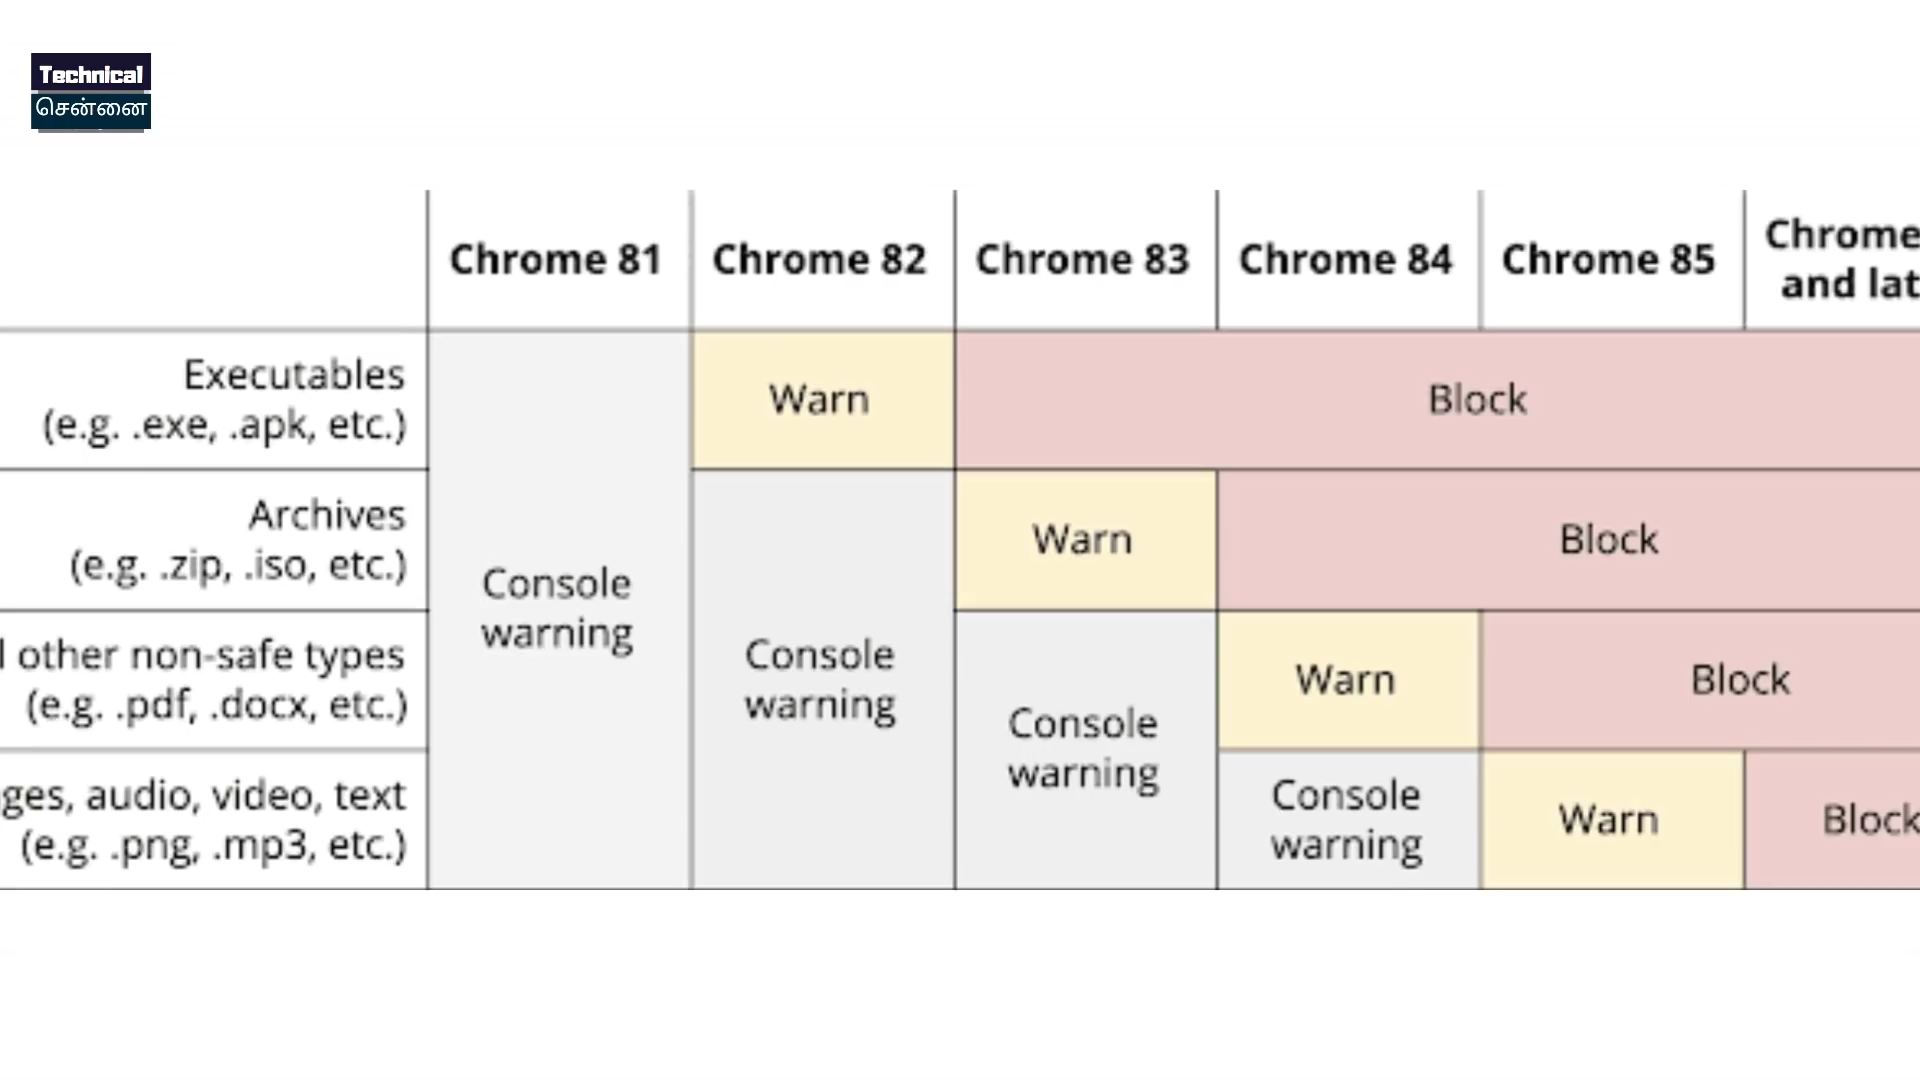 Technical
சென்னை
Chrome 81
Chrome 82
Chrome 83
Chrome 84
Chrome 85
Chrome
and lat
Executables
(e.g. .exe, .apk, etc.)
Warn
Block
Archives
(e.g. .zip, .iso, etc.)
Console
warning
Warn
Block
l other non-safe types
(e.g. .pdf, .docx, etc.)
Console
warning
Console
warning
Warn
Block
ges, audio, video, text
(e.g. .png, .mp3, etc.)
Console
warning
Warn
Block